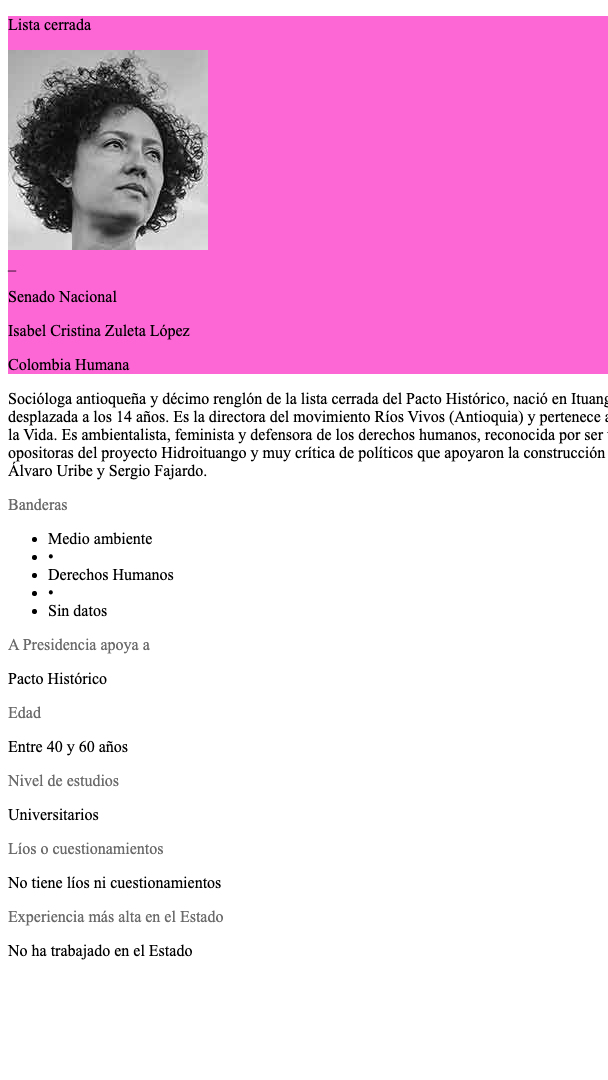 Lista cerrada
_
Senado Nacional
Isabel Cristina Zuleta López
Colombia Humana
Socióloga antioqueña y décimo renglón de la lista cerrada del Pacto Histórico, nació en
desplazada a los 14 años. Es la directora del movimiento Ríos Vivos (Antioquia) y pertenece
la Vida. Es ambientalista, feminista y defensora de los derechos humanos, reconocida por ser
opositoras del proyecto Hidroituango y muy crítica de políticos que apoyaron la construcción
Álvaro Uribe y Sergio Fajardo.
Banderas
• Medio ambiente
• •
• Derechos Humanos
• •
• Sin datos
A Presidencia apoya a
Pacto Histórico
Edad
Entre 40 y 60 años
Nivel de estudios
Universitarios
Líos o cuestionamientos
No tiene líos ni cuestionamientos
Experiencia más alta en el Estado
No ha trabajado en el Estado